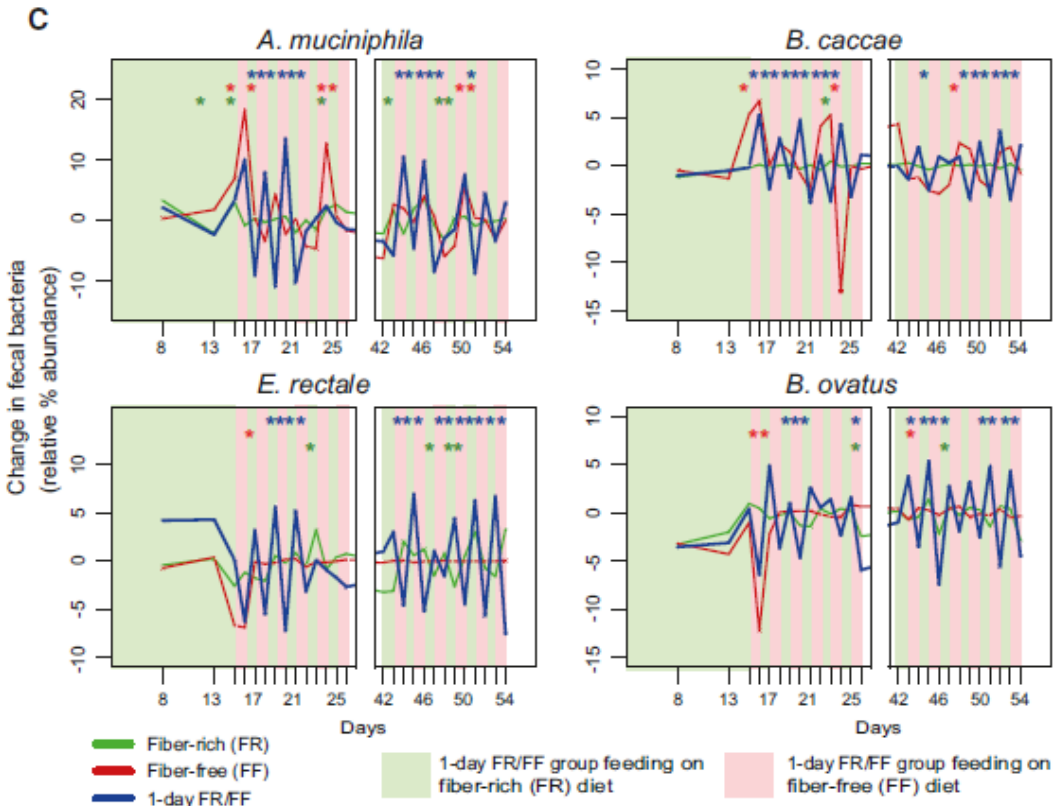 C
A. muciniphila
B. caccae
* ** ** * ** ** * *
20
10
0
-10
8 13 17 21 25 42 46 50 54
10
5
0
-5
-10
-15
8 13 17 21 25 42 46 50 54
Change in fecal bacteria
(relative % abundance)
E. rectale
B. ovatus
10
5
0
-5
-10
8 13 17 21 25 42 46 50 54
Days
10
5
0
-5
-10
-15
8 13 17 21 25 42 46 50 54
Days
Fiber-rich (FR)
Fiber-free (FF)
1-day FR/FF
1-day FR/FF group feeding on
fiber-rich (FR) diet
1-day FR/FF group feeding on
fiber-free (FF) diet